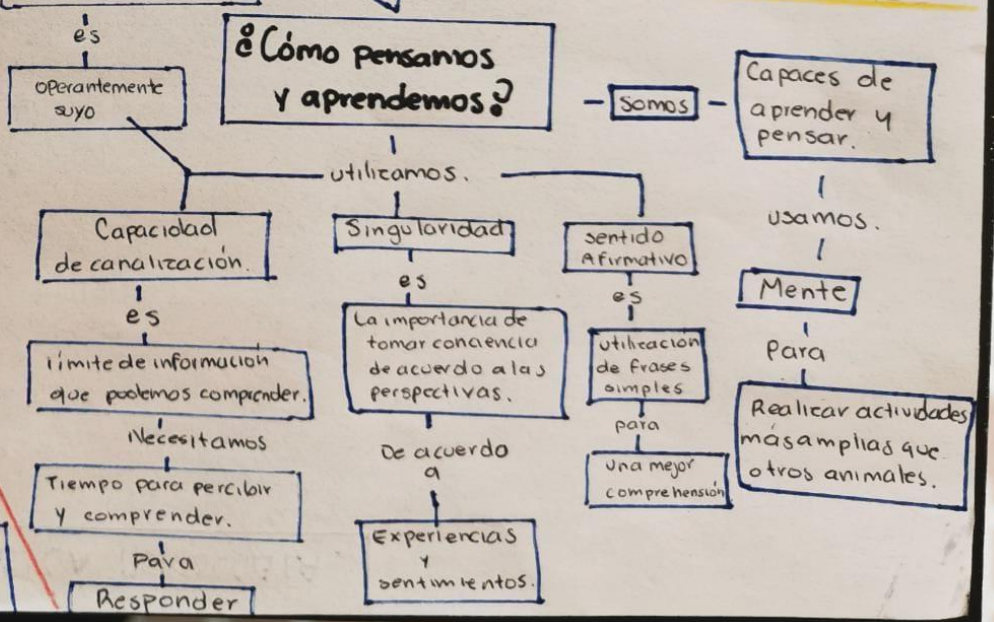 es
operantemente
suyo
¿Cómo pensamos
y aprendemos?
somos
Capaces de
aprender y
pensar.
utilizamos.
usamos.
Mente
Para
Realizar actividades
más amplias que
otros animales.
Capacidad
de canalización.
es
límite de información
que podemos comprender.
Necesitamos
Tiempo para percibir
y comprender.
Para
Responder
Singularidad
es
La importancia de
tomar conciencia
de acuerdo a las
perspectivas.
De acuerdo
a
Experiencias
y
sentimientos.
sentido
Afirmativo
es
utilización
de frases
simples
para
una mejor
comprehensión